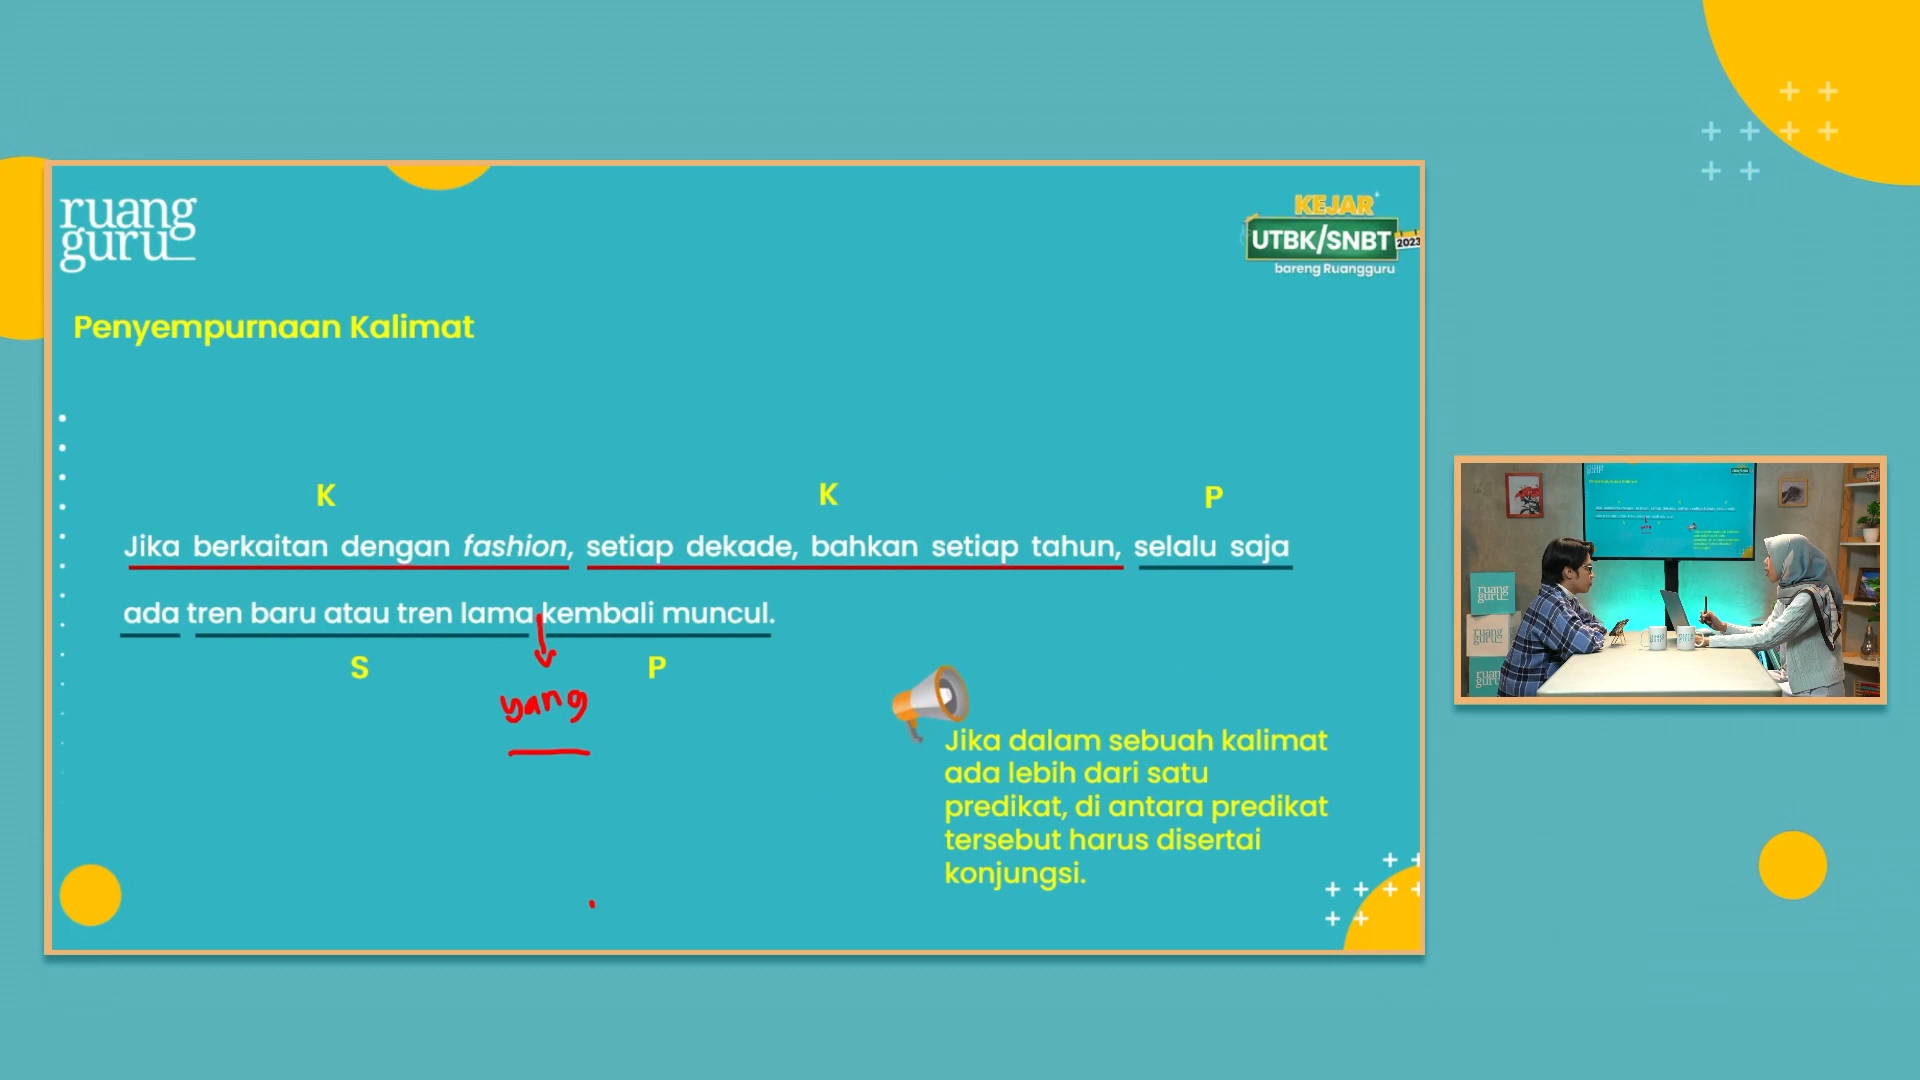 ruang
guru
KEJAR
UTBK/SNBT 2023
bareng Ruangguru
Penyempurnaan Kalimat
K K P
Jika berkaitan dengan fashion, setiap dekade, bahkan setiap tahun, selalu saja
ada tren baru atau tren lama kembali muncul.
S P
yang
Jika dalam sebuah kalimat
ada lebih dari satu
predikat, di antara predikat
tersebut harus disertai
konjungsi.
ruang
guru